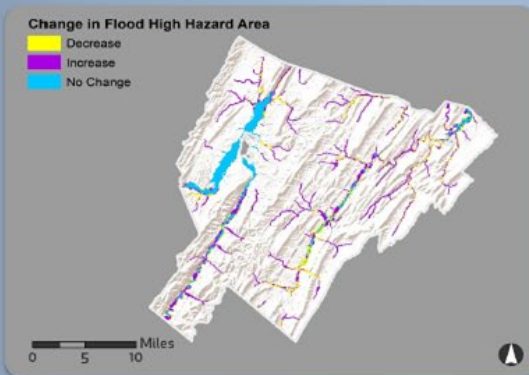 Change in Flood High Hazard Area
Decrease
Increase
No Change
Miles
0 5 10